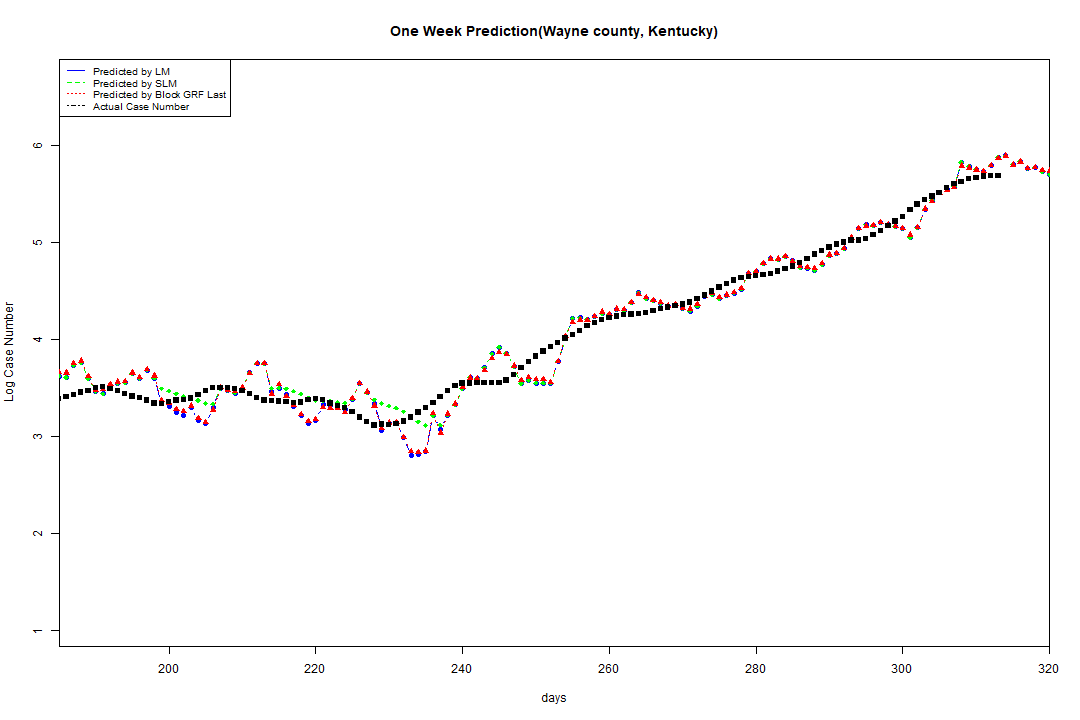 One Week Prediction(Wayne county, Kentucky)
Predicted by LM
Predicted by SLM
Predicted by Block GRF Last
Actual Case Number
Log Case Number
6
5
4
3
2
1
200 220 240 260 280 300 320
days